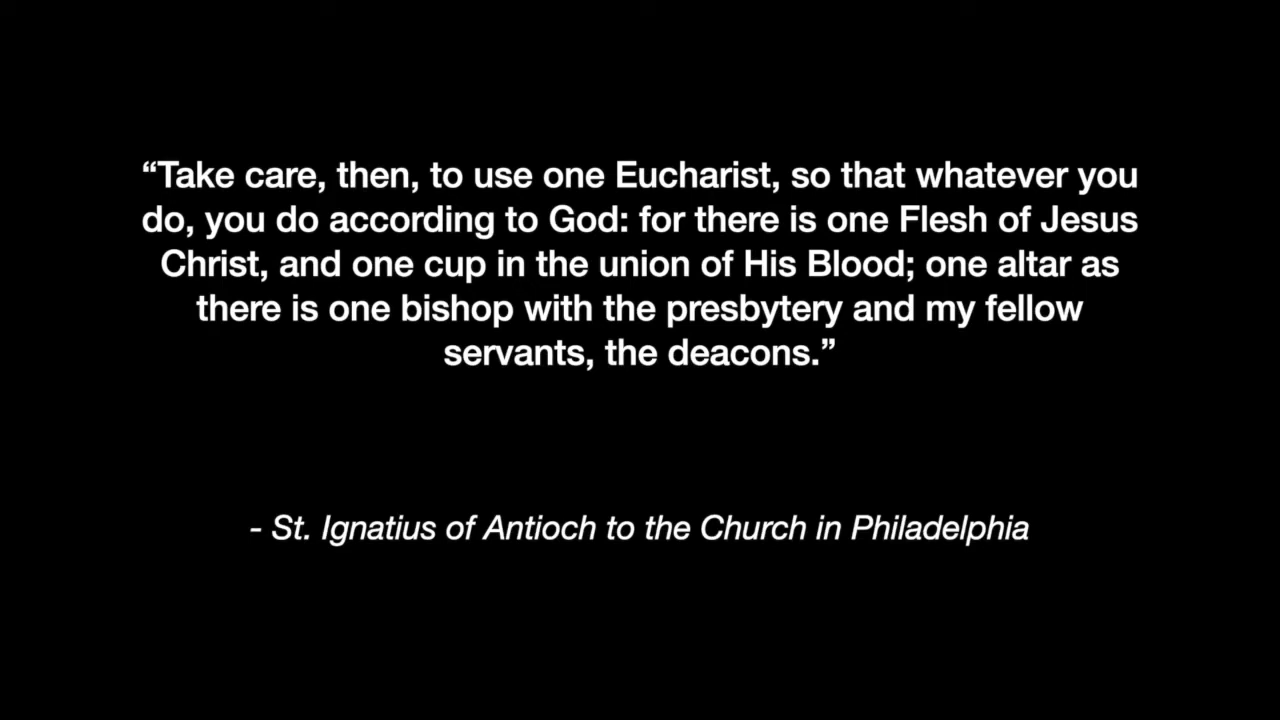 “Take care, then, to use one Eucharist, so that whatever you
do, you do according to God: for there is one Flesh of Jesus
Christ, and one cup in the union of His Blood; one altar as
there is one bishop with the presbytery and my fellow
servants, the deacons.”
- St. Ignatius of Antioch to the Church in Philadelphia